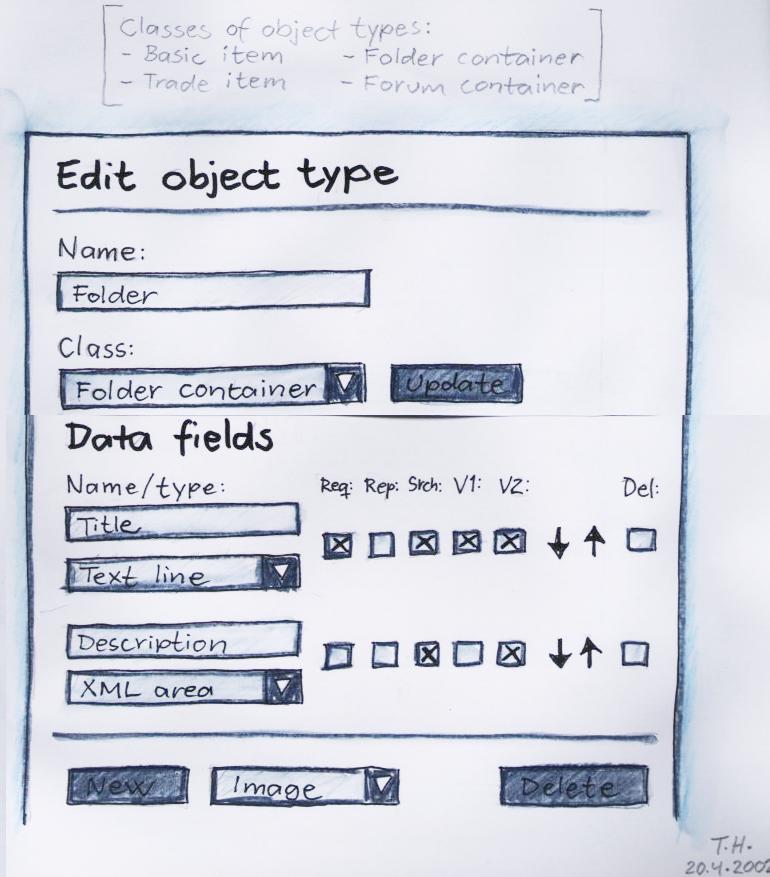 Classes of object types:
- Basic item - Folder container
- Trade item - Forum container
Edit object type
Name:
Folder
Class:
Folder container Update
Data fields
Name/type: Req: Rep: Srch: V1: V2: Del:
Title
Text line
Description
XML area
New Image Delete
T.H.
20.4.2002